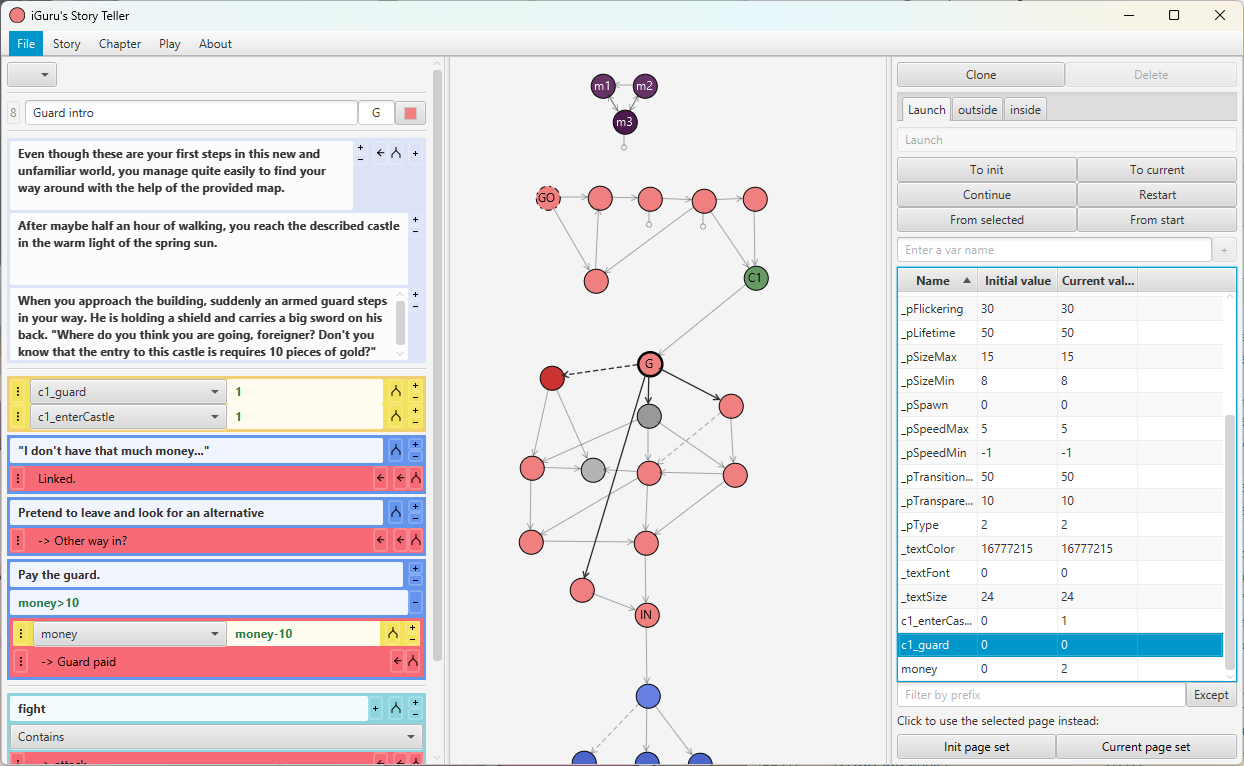 iGuru's Story Teller
File Story Chapter Play About
8 Guard intro G
Even though these are your first steps in this new and
unfamiliar world, you manage quite easily to find your
way around with the help of the provided map.
After maybe half an hour of walking, you reach the described castle
in the warm light of the spring sun.
When you approach the building, suddenly an armed guard steps
in your way. He is holding a shield and carries a big sword on his
back. "Where do you think you are going, foreigner? Don't you
know that the entry to this castle is requires 10 pieces of gold?"
c1_guard 1
c1_enterCastle 1
"I don't have that much money..."
Linked.
Pretend to leave and look for an alternative
-> Other way in?
Pay the guard.
money>10
money money-10
-> Guard paid
fight
Contains
-> attack
m1 m2
m3
GO
C1
G
IN
Clone Delete
Launch outside inside
Launch
To init To current
Continue Restart
From selected From start
Enter a var name +
Name Initial value Current val...
_pFlickering 30 30
_pLifetime 50 50
_pSizeMax 15 15
_pSizeMin 8 8
_pSpawn 0 0
_pSpeedMax 5 5
_pSpeedMin -1 -1
_pTransition... 50 50
_pTranspare... 10 10
_pType 2 2
_textColor 16777215 16777215
_textFont 0 0
_textSize 24 24
c1_enterCas... 0 1
c1_guard 0 0
money 0 2
Filter by prefix Except
Click to use the selected page instead:
Init page set Current page set